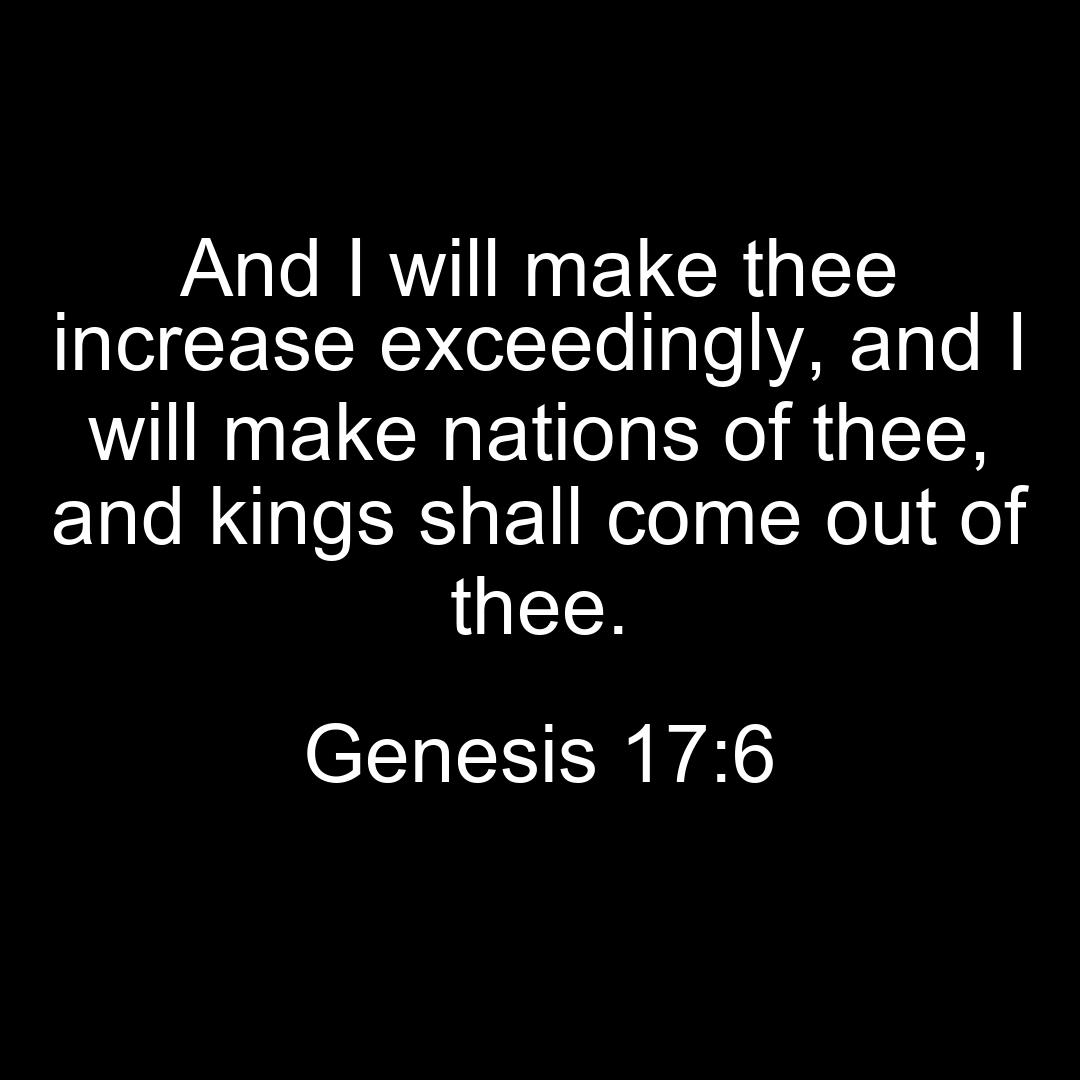 And I will make thee
increase exceedingly, and I
will make nations of thee,
and kings shall come out of
thee.
Genesis 17:6